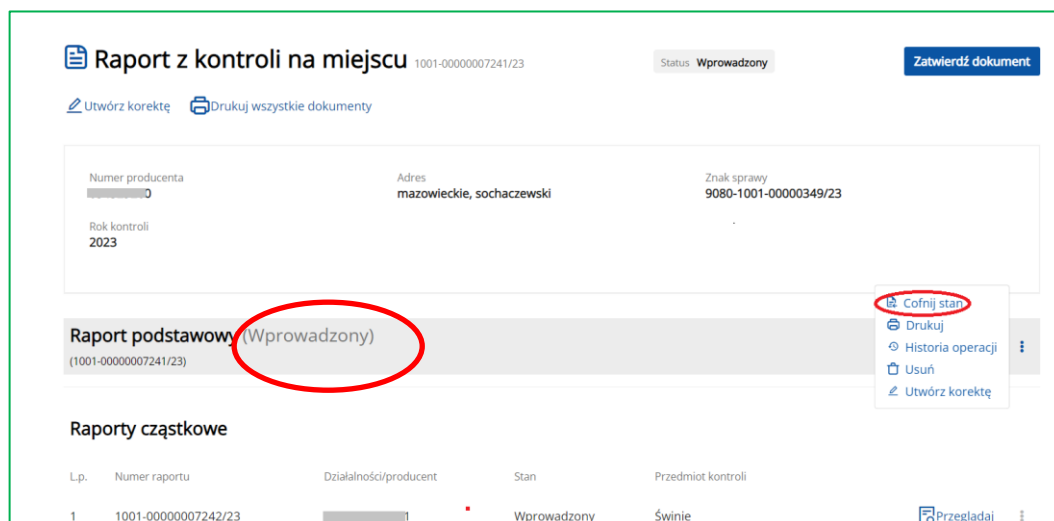 Raport z kontroli na miejscu 1001-00000007241/23 Status Wprowadzony Zatwierdź dokument
Utwórz korektę Drukuj wszystkie dokumenty
Numer producenta Adres Znak sprawy
0 mazowieckie, sochaczewski 9080-1001-00000349/23
Rok kontroli
2023
Cofnij stan
Drukuj
Historia operacji
Usuń
Utwórz korektę
Raport podstawowy (Wprowadzony)
(1001-00000007241/23)
Raporty cząstkowe
L.p. Numer raportu Działalności/producent Stan Przedmiot kontroli
1 1001-00000007242/23 1 Wprowadzony Świnie Przeglądaj